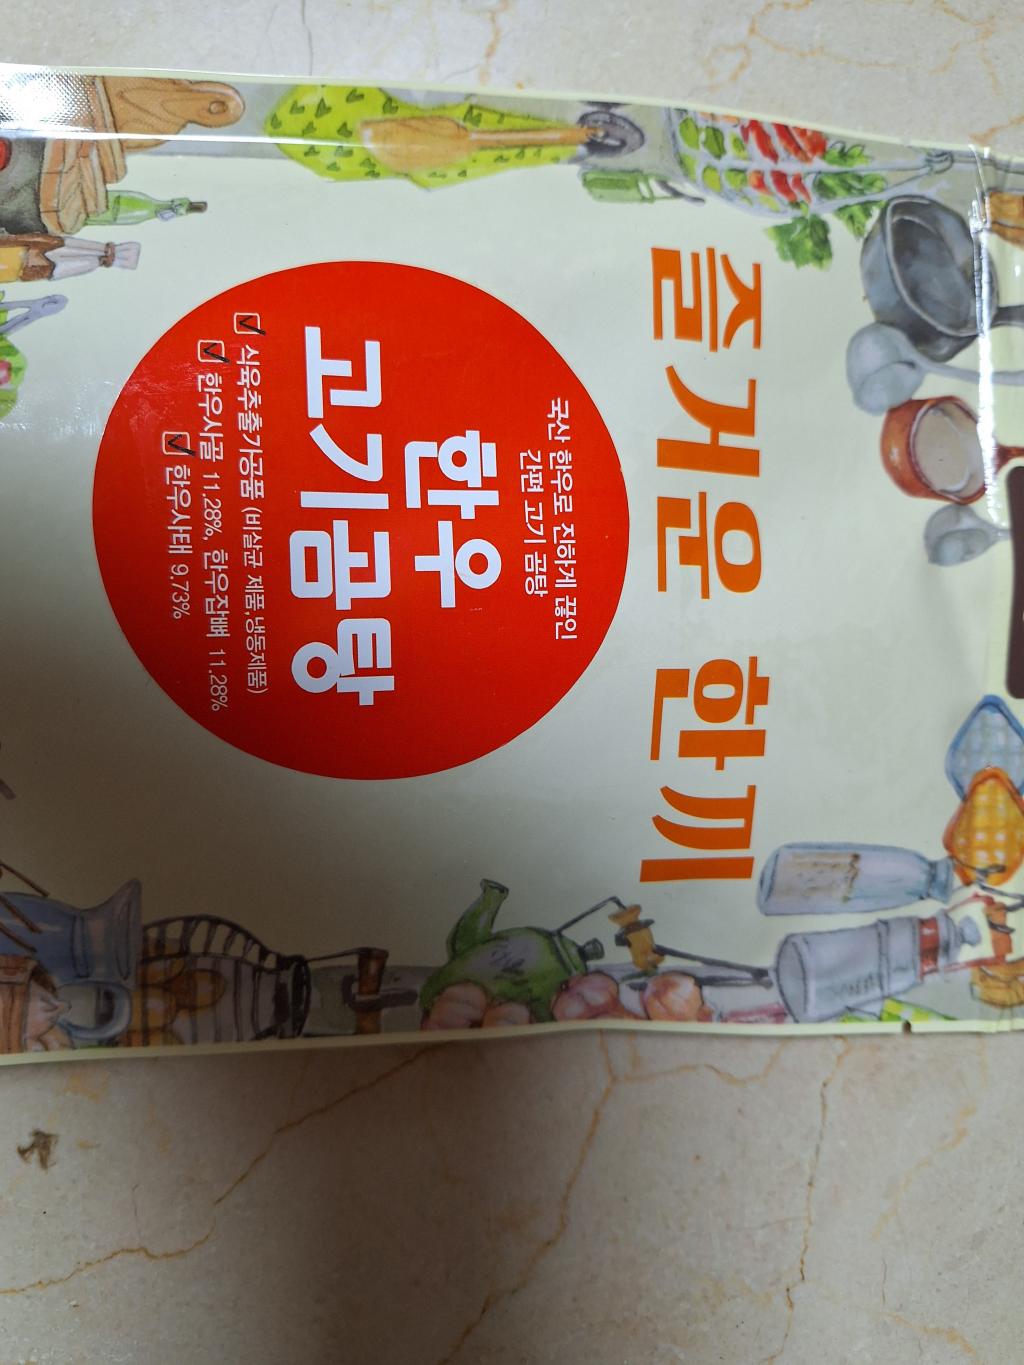 즐거운 한끼
국산 한우로 진하게 끓인
간편 고기 곰탕
한우
고기곰탕
식육추출가공품 (비살균 제품,냉동제품)
한우사골 11.28%, 한우잡뼈 11.28%
한우사태 9.73%